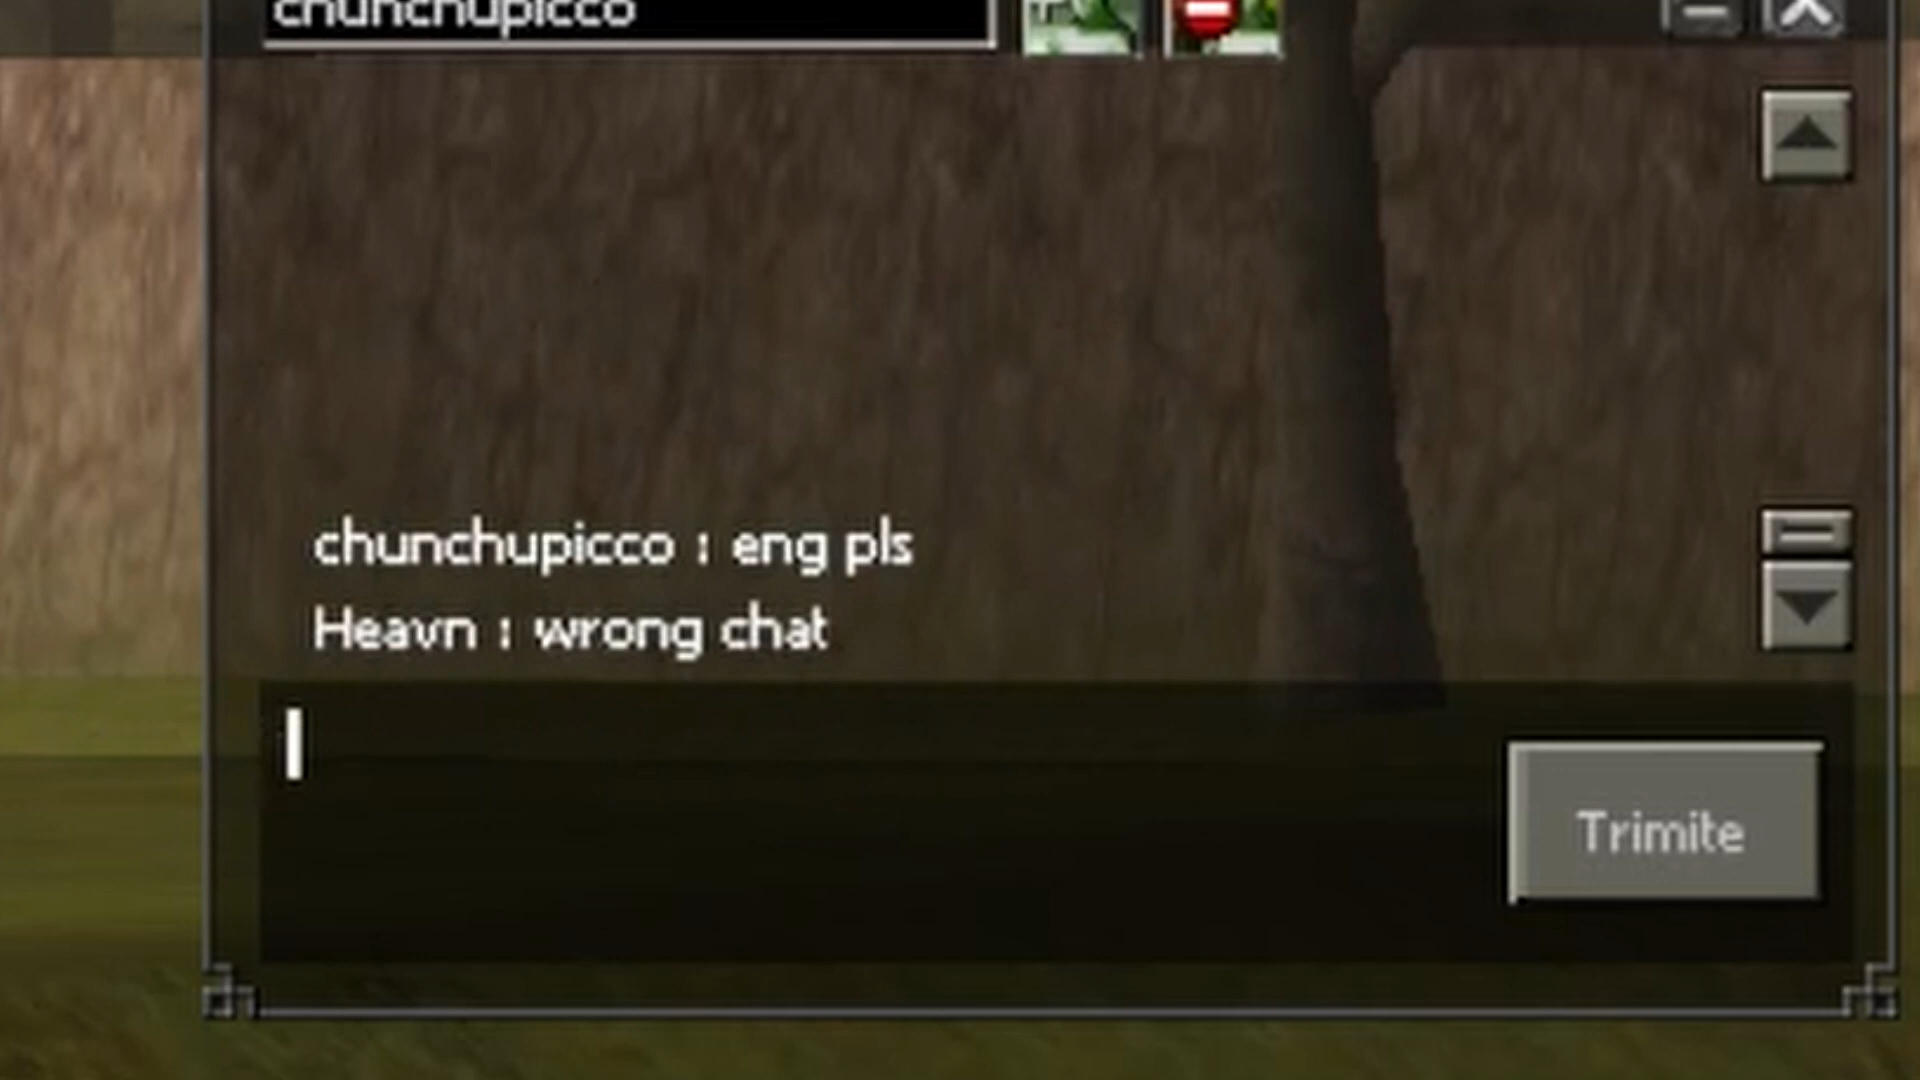 chunchupicco
chunchupicco : eng pls
Heavn : wrong chat
Trimite